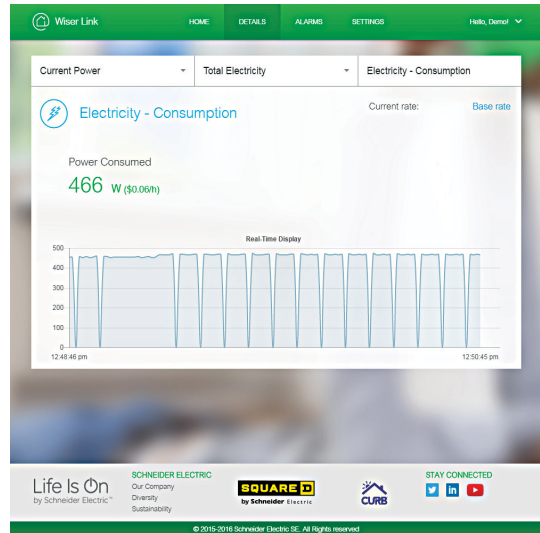 Wiser Link
HOME DETAILS ALARMS SETTINGS Hello, Demo!
Current Power Total Electricity Electricity - Consumption
Electricity - Consumption
Current rate: Base rate
Power Consumed
466 W ($0.06/h)
Real-Time Display
500
400
300
200
100
0
12:48:46 pm 12:50:45 pm
Life Is On
by Schneider Electric™
SCHNEIDER ELECTRIC
Our Company
Diversity
Sustainability
SQUARE D
by Schneider Electric
CURB
STAY CONNECTED
in
© 2015-2016 Schneider Electric SE. All Rights reserved